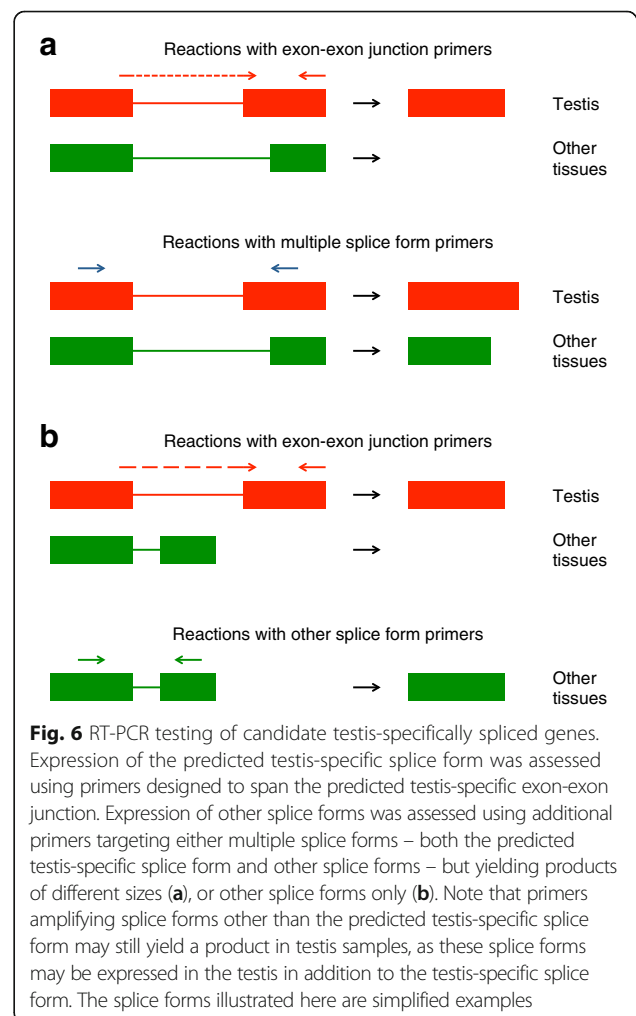 a
Reactions with exon-exon junction primers
Testis
Other
tissues
Reactions with multiple splice form primers
Testis
Other
tissues
b
Reactions with exon-exon junction primers
Testis
Other
tissues
Reactions with other splice form primers
Other
tissues
Fig. 6 RT-PCR testing of candidate testis-specifically spliced genes.
Expression of the predicted testis-specific splice form was assessed
using primers designed to span the predicted testis-specific exon-exon
junction. Expression of other splice forms was assessed using additional
primers targeting either multiple splice forms – both the predicted
testis-specific splice form and other splice forms – but yielding products
of different sizes (a), or other splice forms only (b). Note that primers
amplifying splice forms other than the predicted testis-specific splice
form may still yield a product in testis samples, as these splice forms
may be expressed in the testis in addition to the testis-specific splice
form. The splice forms illustrated here are simplified examples